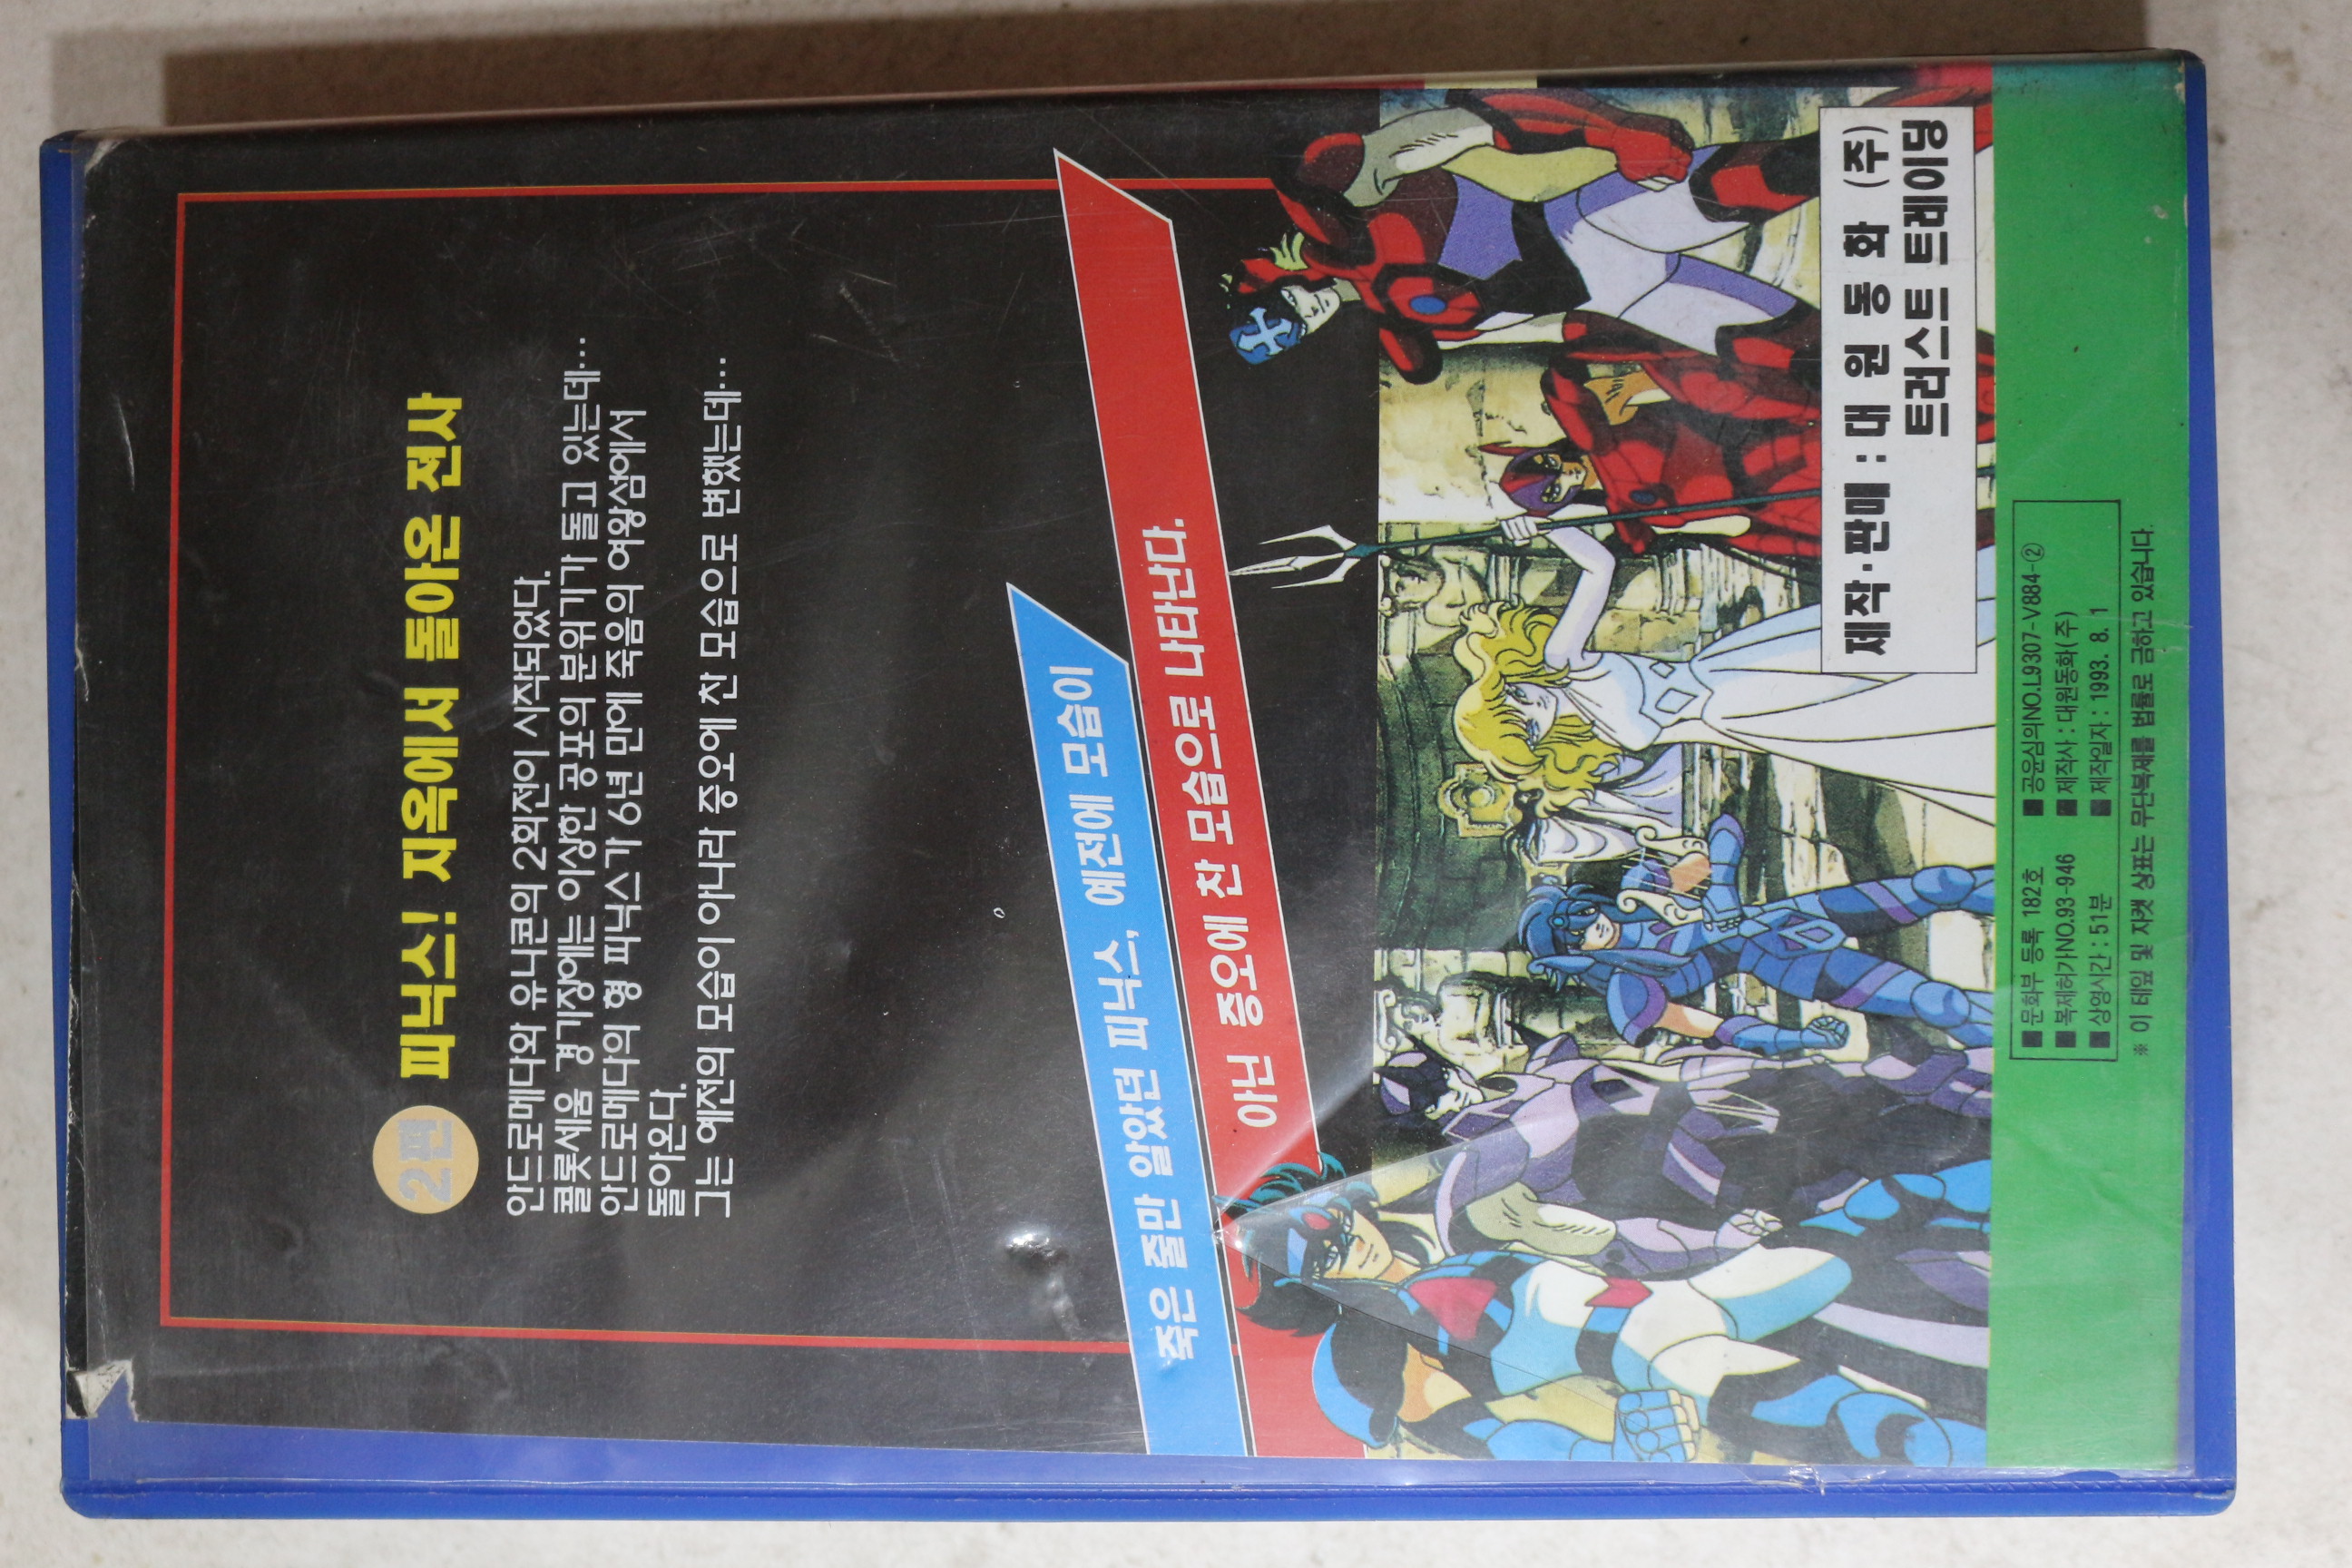 2편 피닉스! 지옥에서 돌아온 전사
안드로메다와 유니콘의 2회전이 시작되었다.
콜롯세움 경기장에는 이상한 공포의 분위기가 돌고 있는데…
안드로메다의 형 피닉스가 6년 만에 죽음의 여왕섬에서
돌아온다.
그는 예전의 모습이 아니라 증오에 찬 모습으로 변했는데…
죽은 줄만 알았던 피닉스, 예전에 모습이
아닌 증오에 찬 모습으로 나타난다.
제작·판매 : 대 원 동 화 (주)
트러스트 트레이딩
■문화부 등록 182호 ■공윤심의NO.L9307-V884-②
■복제허가NO.93-946 ■제작사 : 대원동화(주)
■상영시간 : 51분 ■제작일자 : 1993. 8. 1
※ 이 테잎 및 자켓 상표는 무단복제를 법률로 금하고 있습니다.